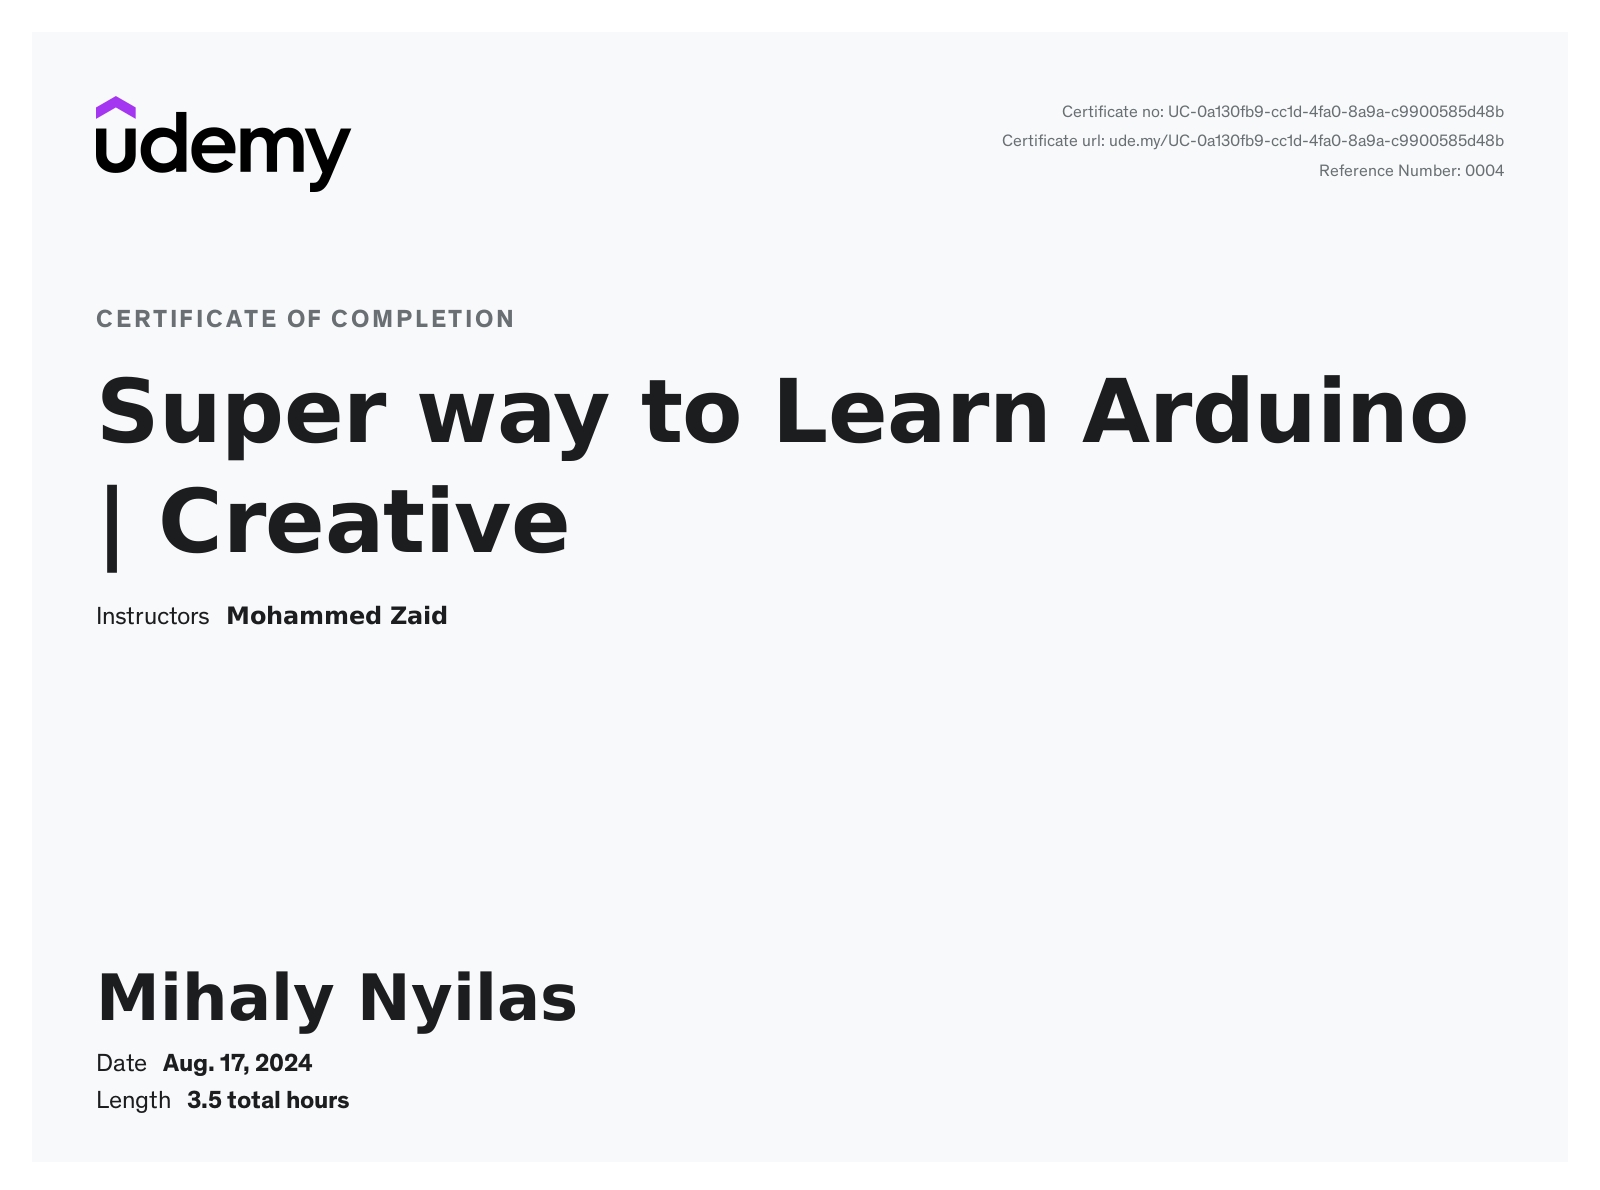 udemy
Certificate no: UC-0a130fb9-cc1d-4fa0-8a9a-c9900585d48b
Certificate url: ude.my/UC-0a130fb9-cc1d-4fa0-8a9a-c9900585d48b
Reference Number: 0004
CERTIFICATE OF COMPLETION
Super way to Learn Arduino
| Creative
Instructors Mohammed Zaid
Mihaly Nyilas
Date Aug. 17, 2024
Length 3.5 total hours